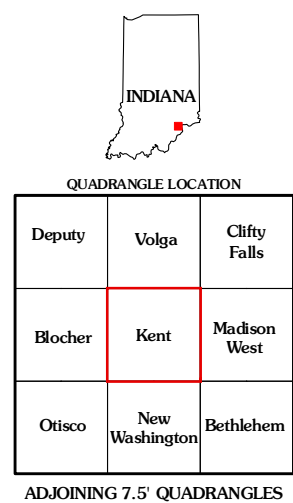 INDIANA
QUADRANGLE LOCATION
Deputy
Volga
Clifty
Falls
Blocher
Kent
Madison
West
Otisco
New
Washington
Bethlehem
ADJOINING 7.5' QUADRANGLES